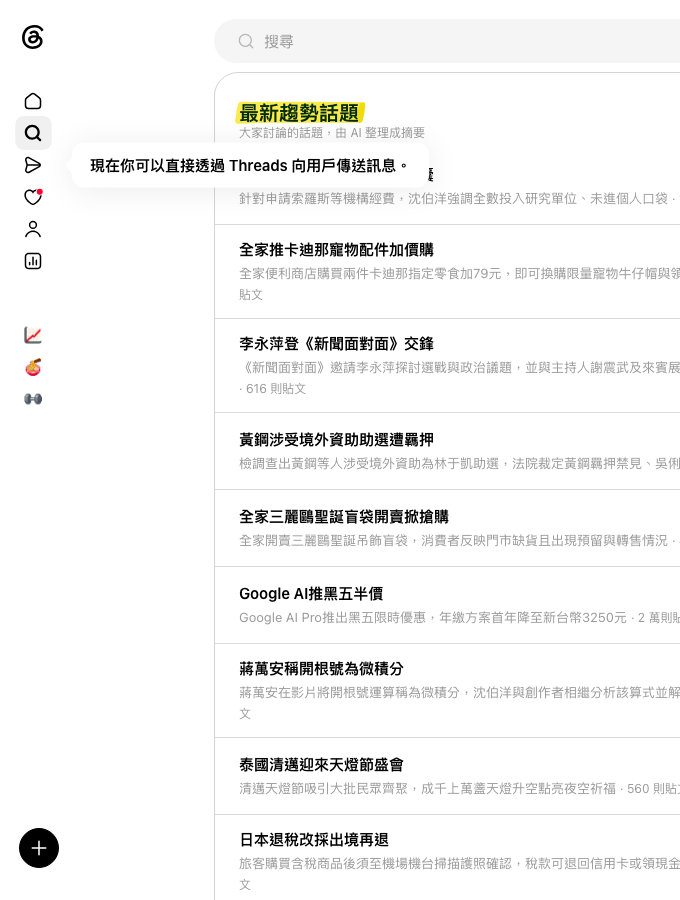 搜尋
最新趨勢話題
大家討論的話題，由 AI 整理成摘要
現在你可以直接透過 Threads 向用戶傳送訊息。
針對申請索羅斯等機構經費，沈伯洋強調全數投入研究單位、未進個人口袋 ·
全家推卡迪那寵物配件加價購
全家便利商店購買兩件卡迪那指定零食加79元，即可換購限量寵物牛仔帽與領
貼文
李永萍登《新聞面對面》交鋒
《新聞面對面》邀請李永萍探討選戰與政治議題，並與主持人謝震武及來賓展
· 616 則貼文
黃鋼涉受境外資助助選遭羈押
檢調查出黃鋼等人涉受境外資助為林于凱助選，法院裁定黃鋼羈押禁見、吳俐
全家三麗鷗聖誕盲袋開賣掀搶購
全家開賣三麗鷗聖誕吊飾盲袋，消費者反映門市缺貨且出現預留與轉售情況 ·
Google AI推黑五半價
Google AI Pro推出黑五限時優惠，年繳方案首年降至新台幣3250元 · 2 萬則貼
蔣萬安稱開根號為微積分
蔣萬安在影片將開根號運算稱為微積分，沈伯洋與創作者相繼分析該算式並解
文
泰國清邁迎來天燈節盛會
清邁天燈節吸引大批民眾齊聚，成千上萬盞天燈升空點亮夜空祈福 · 560 則貼文
日本退稅改採出境再退
旅客購買含稅商品後須至機場機台掃描護照確認，稅款可退回信用卡或領現金
文